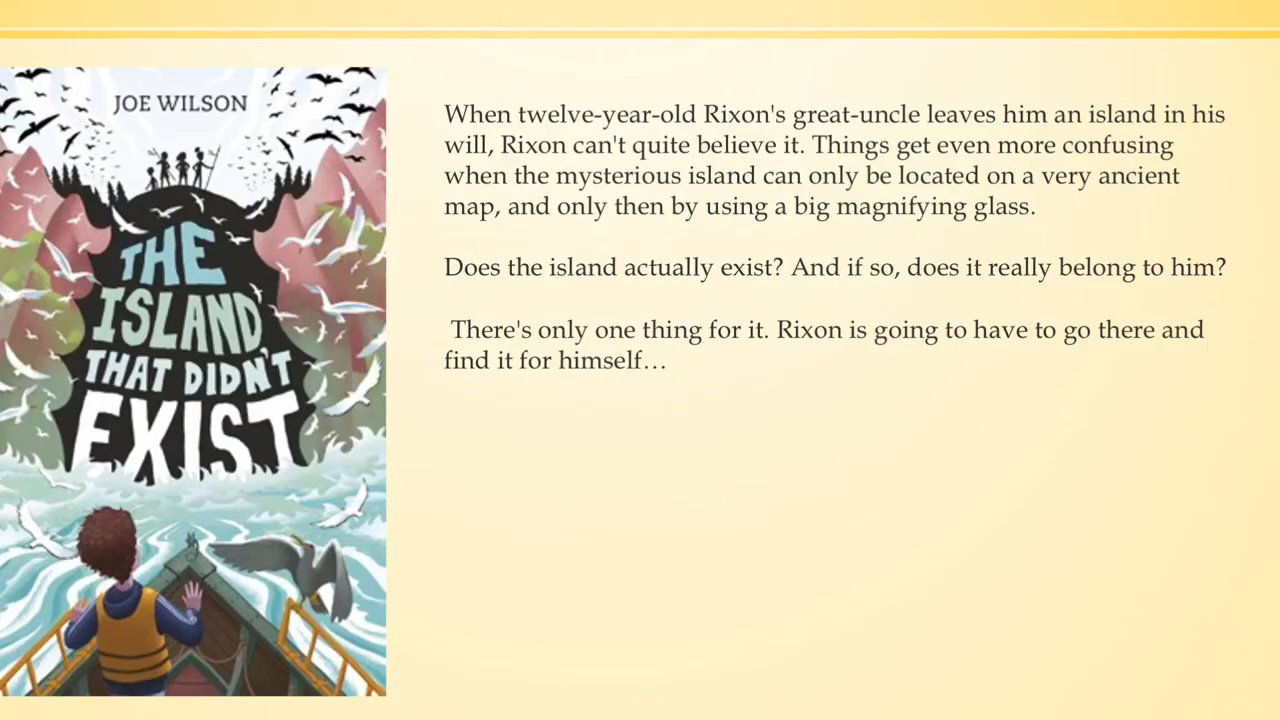 JOE WILSON
THE
ISLAND
THAT DIDN'T
EXIST
When twelve-year-old Rixon's great-uncle leaves him an island in his
will, Rixon can't quite believe it. Things get even more confusing
when the mysterious island can only be located on a very ancient
map, and only then by using a big magnifying glass.
Does the island actually exist? And if so, does it really belong to him?
There's only one thing for it. Rixon is going to have to go there and
find it for himself…